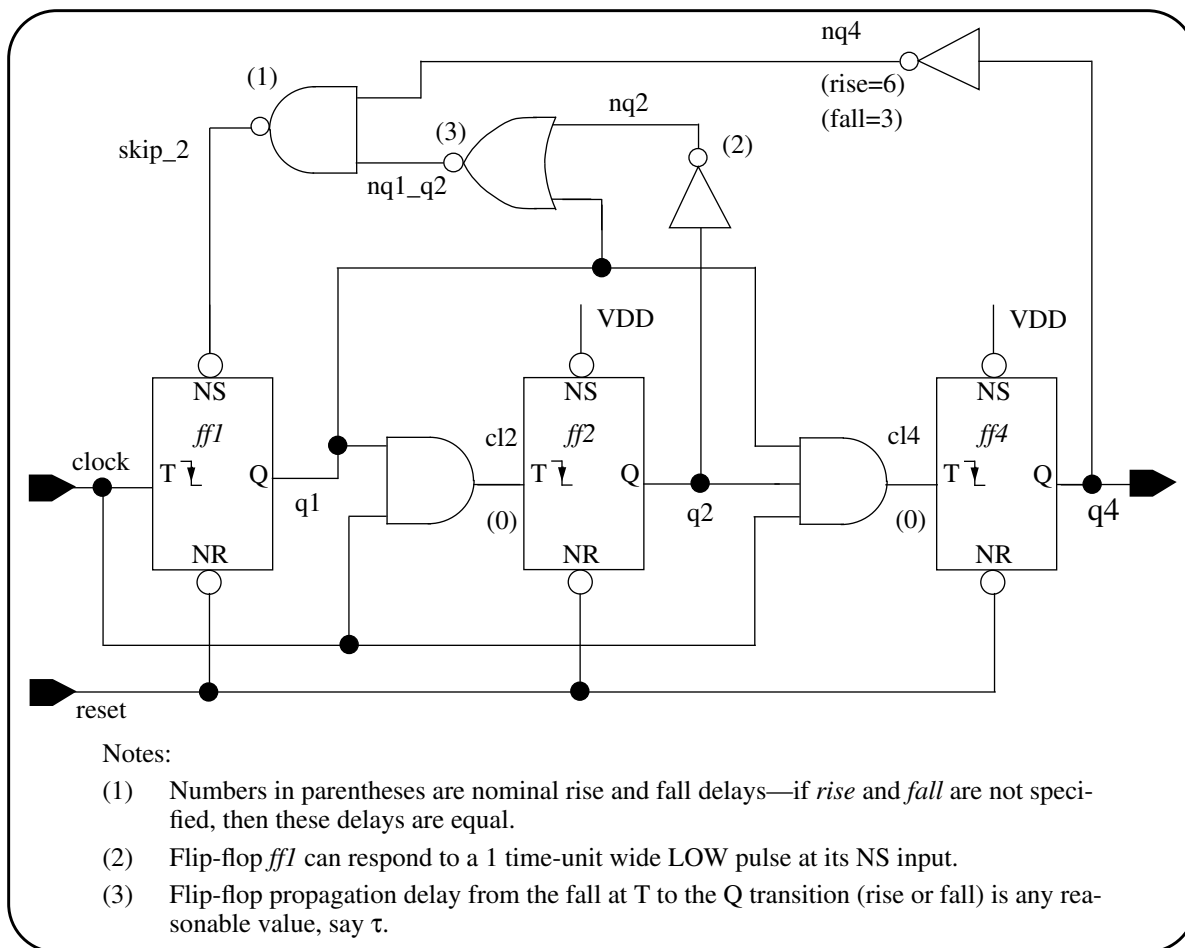 nq4
(1)
(rise=6)
nq2
(fall=3)
(3)
(2)
skip_2
nq1_q2
VDD
VDD
NS
NS
NS
ff1
cl2
ff2
cl4
ff4
clock
T
Q
T
Q
T
Q
q1
(0)
q2
(0)
q4
NR
NR
NR
reset
Notes:
(1) Numbers in parentheses are nominal rise and fall delays—if rise and fall are not speci-
fied, then these delays are equal.
(2) Flip-flop ff1 can respond to a 1 time-unit wide LOW pulse at its NS input.
(3) Flip-flop propagation delay from the fall at T to the Q transition (rise or fall) is any rea-
sonable value, say τ.